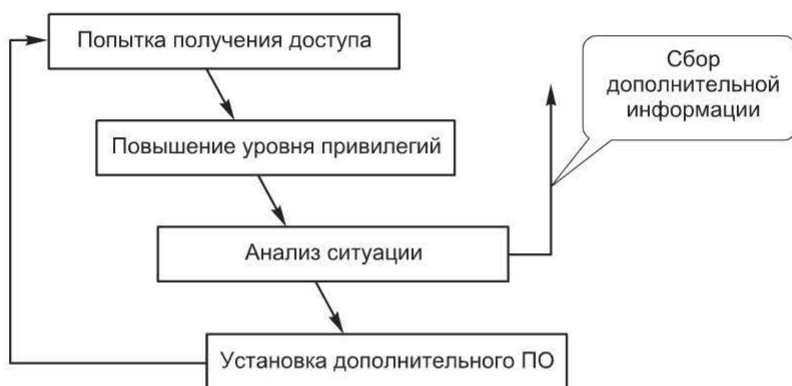 Попытка получения доступа
Сбор
дополнительной
информации
Повышение уровня привилегий
Анализ ситуации
Установка дополнительного ПО